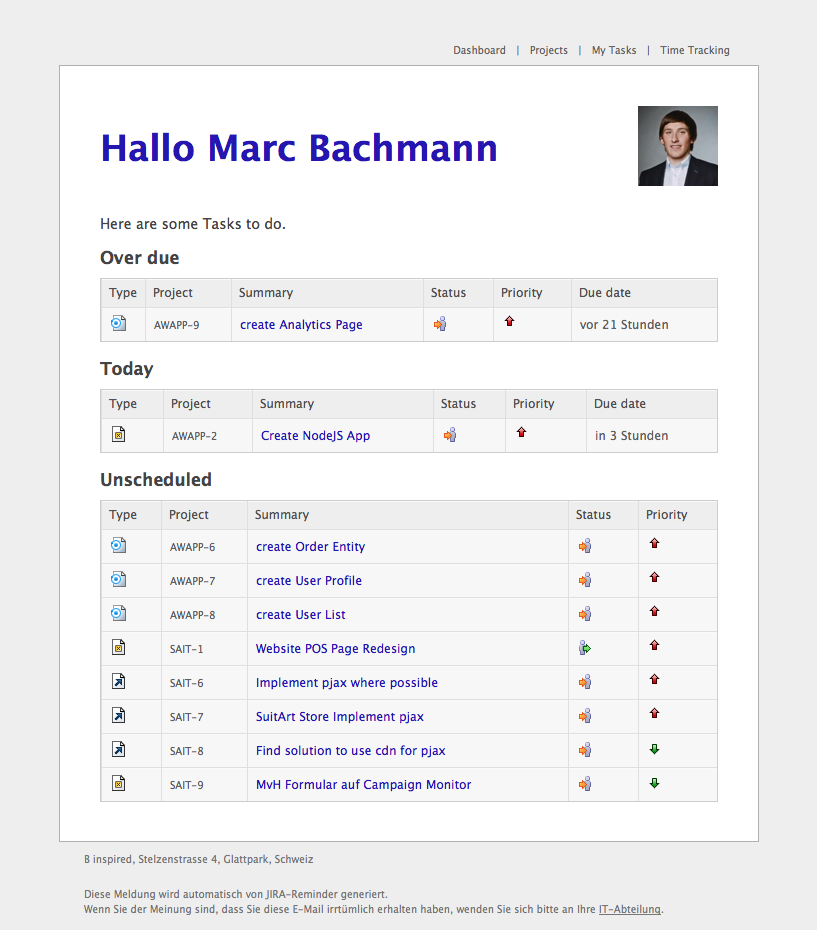 Dashboard | Projects | My Tasks | Time Tracking
Hallo Marc Bachmann
Here are some Tasks to do.
Over due
Type Project Summary Status Priority Due date
AWAPP-9 create Analytics Page vor 21 Stunden
Today
Type Project Summary Status Priority Due date
AWAPP-2 Create NodeJS App in 3 Stunden
Unscheduled
Type Project Summary Status Priority
AWAPP-6 create Order Entity
AWAPP-7 create User Profile
AWAPP-8 create User List
SAIT-1 Website POS Page Redesign
SAIT-6 Implement pjax where possible
SAIT-7 SuitArt Store Implement pjax
SAIT-8 Find solution to use cdn for pjax
SAIT-9 MvH Formular auf Campaign Monitor
B inspired, Stelzenstrasse 4, Glattpark, Schweiz
Diese Meldung wird automatisch von JIRA-Reminder generiert.
Wenn Sie der Meinung sind, dass Sie diese E-Mail irrtümlich erhalten haben, wenden Sie sich bitte an Ihre IT-Abteilung.